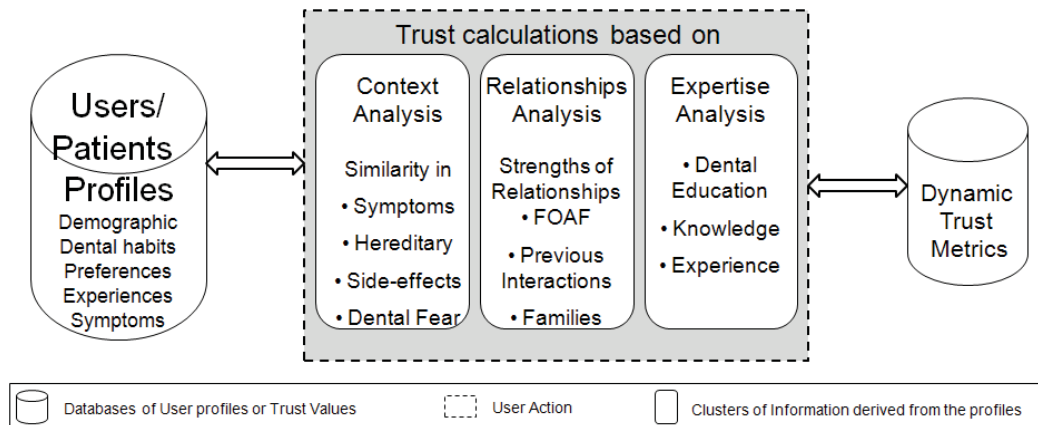 Trust calculations based on
Users/
Patients
Profiles
Demographic
Dental habits
Preferences
Experiences
Symptoms
Context
Analysis
Similarity in
• Symptoms
• Hereditary
• Side-effects
• Dental Fear
Relationships
Analysis
Strengths of
Relationships
• FOAF
• Previous
Interactions
• Families
Expertise
Analysis
• Dental
Education
• Knowledge
• Experience
Dynamic
Trust
Metrics
Databases of User profiles or Trust Values
User Action
Clusters of Information derived from the profiles